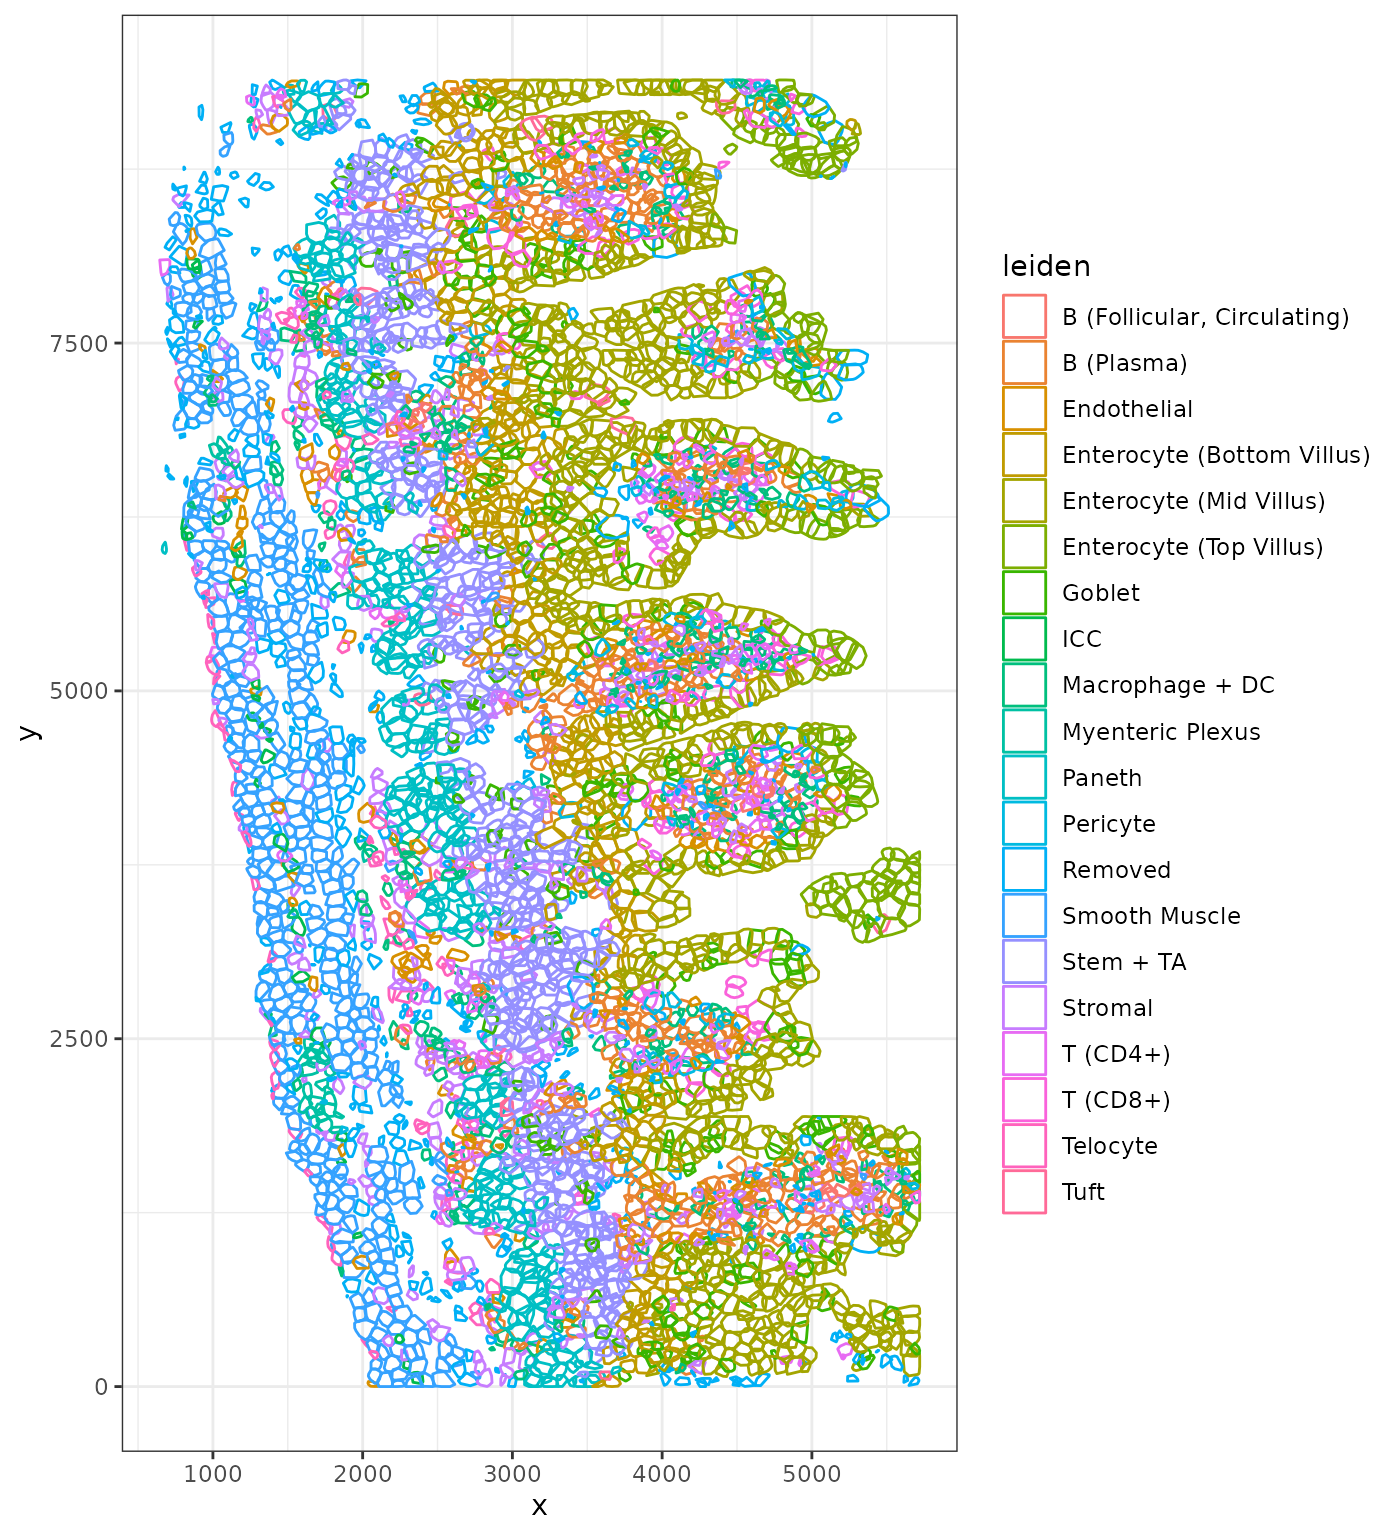 7500
5000
2500
0
y
1000
2000
3000
4000
5000
x
leiden
B (Follicular, Circulating)
B (Plasma)
Endothelial
Enterocyte (Bottom Villus)
Enterocyte (Mid Villus)
Enterocyte (Top Villus)
Goblet
ICC
Macrophage + DC
Myenteric Plexus
Paneth
Pericyte
Removed
Smooth Muscle
Stem + TA
Stromal
T (CD4+)
T (CD8+)
Telocyte
Tuft